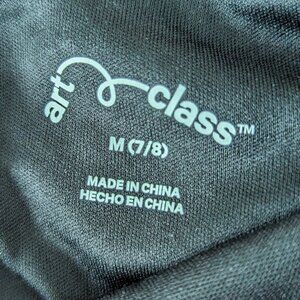 art class™
M (7/8)
MADE IN CHINA
HECHO EN CHINA